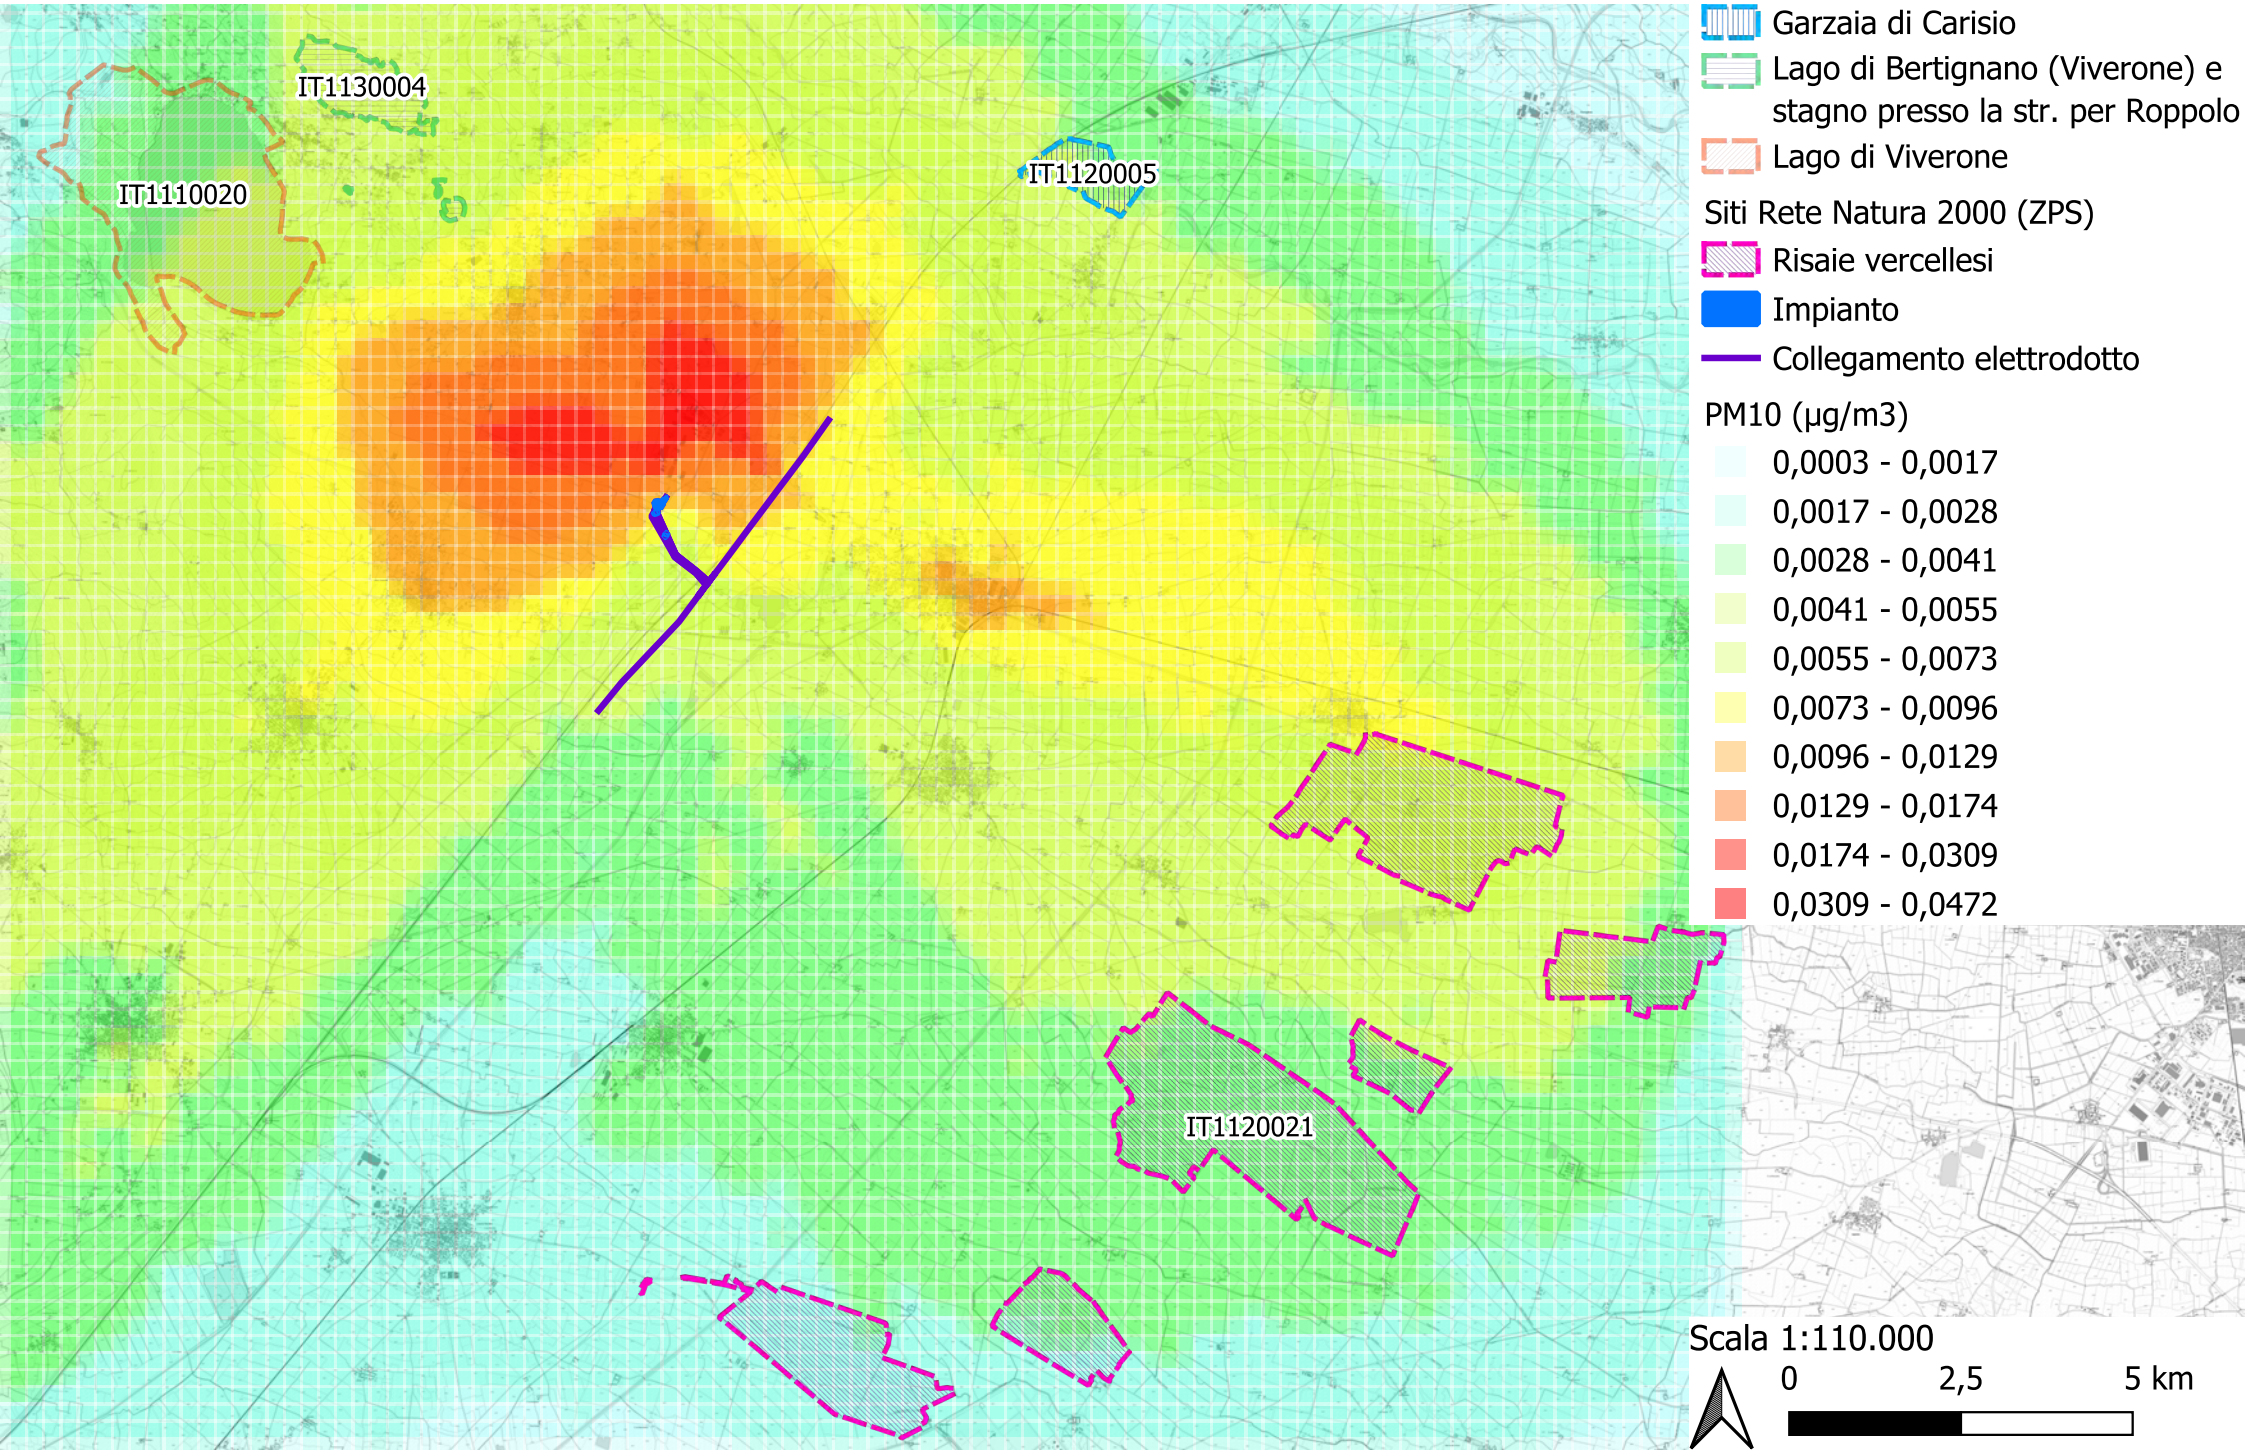 IT1130004
IT1110020
IT1120005
IT1120021
Garzaia di Carisio
Lago di Bertignano (Viverone) e
stagno presso la str. per Roppolo
Lago di Viverone
Siti Rete Natura 2000 (ZPS)
Risaie vercellesi
Impianto
Collegamento elettrodotto
PM10 (µg/m3)
0,0003 - 0,0017
0,0017 - 0,0028
0,0028 - 0,0041
0,0041 - 0,0055
0,0055 - 0,0073
0,0073 - 0,0096
0,0096 - 0,0129
0,0129 - 0,0174
0,0174 - 0,0309
0,0309 - 0,0472
Scala 1:110.000
0 2,5 5 km